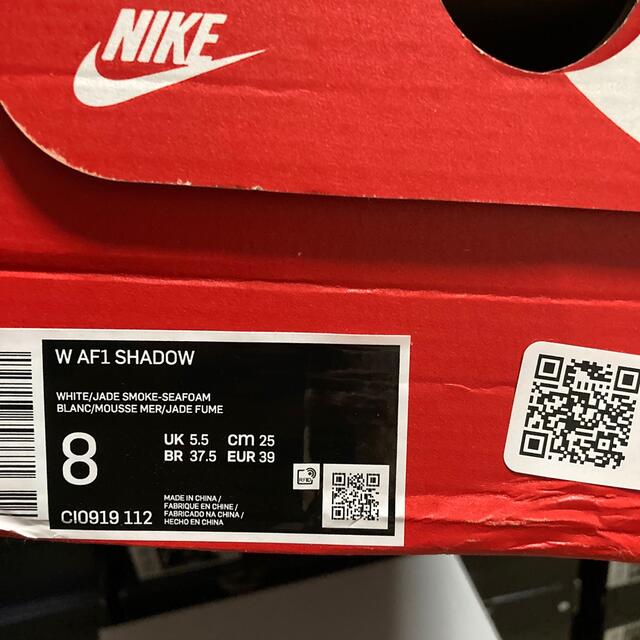 NIKE
W AF1 SHADOW
WHITE/JADE SMOKE-SEAFOAM
BLANC/MOUSSE MER/JADE FUME
8
UK 5.5 cm 25
BR 37.5 EUR 39
CI0919 112
MADE IN CHINA /
FABRIQUE EN CHINE /
FABRICADO NA CHINA /
HECHO EN CHINA
RFID